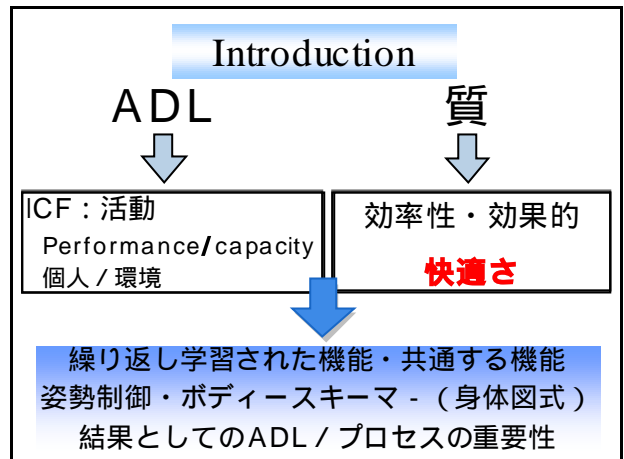 Introduction
ADL
質
ICF：活動
Performance/capacity
個人／環境
効率性・効果的
快適さ
繰り返し学習された機能・共通する機能
姿勢制御・ボディースキーマ -（身体図式）
結果としてのADL／プロセスの重要性